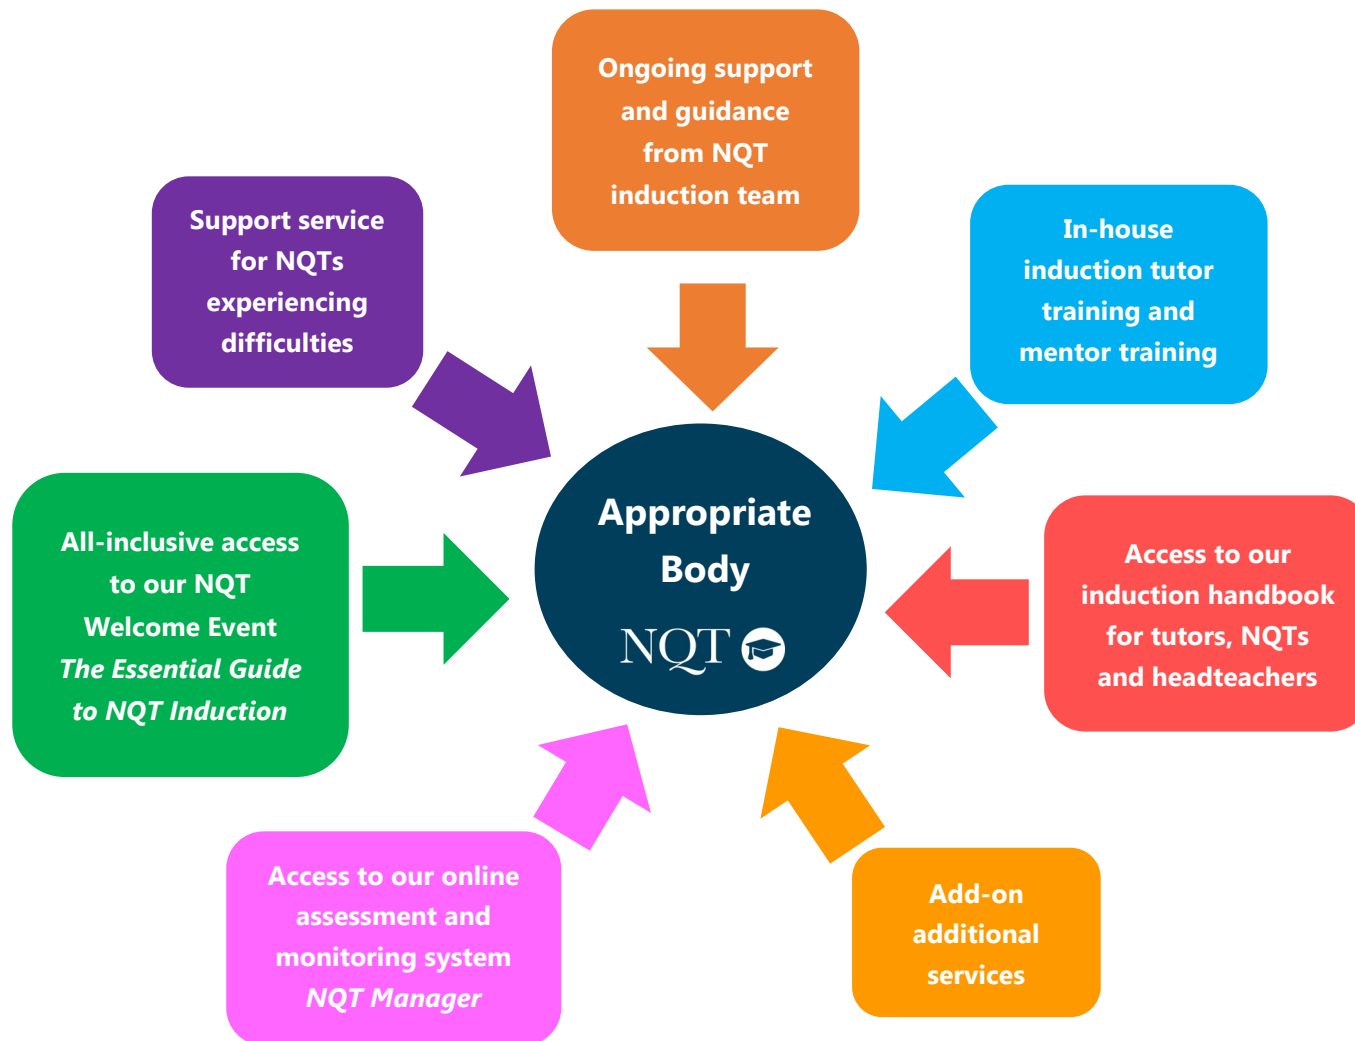 Ongoing support
and guidance
from NQT
induction team
Support service
for NQTs
experiencing
difficulties
In-house
induction tutor
training and
mentor training
Appropriate
Body
NQT
All-inclusive access
to our NQT
Welcome Event
The Essential Guide
to NQT Induction
Access to our
induction handbook
for tutors, NQTs
and headteachers
Access to our online
assessment and
monitoring system
NQT Manager
Add-on
additional
services